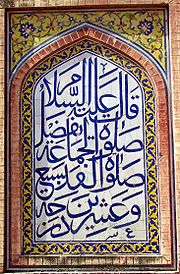 قال عليه السلام
صلوة الجماعة تفضل
صلوة الفذ بسبع
وعشرين درجة